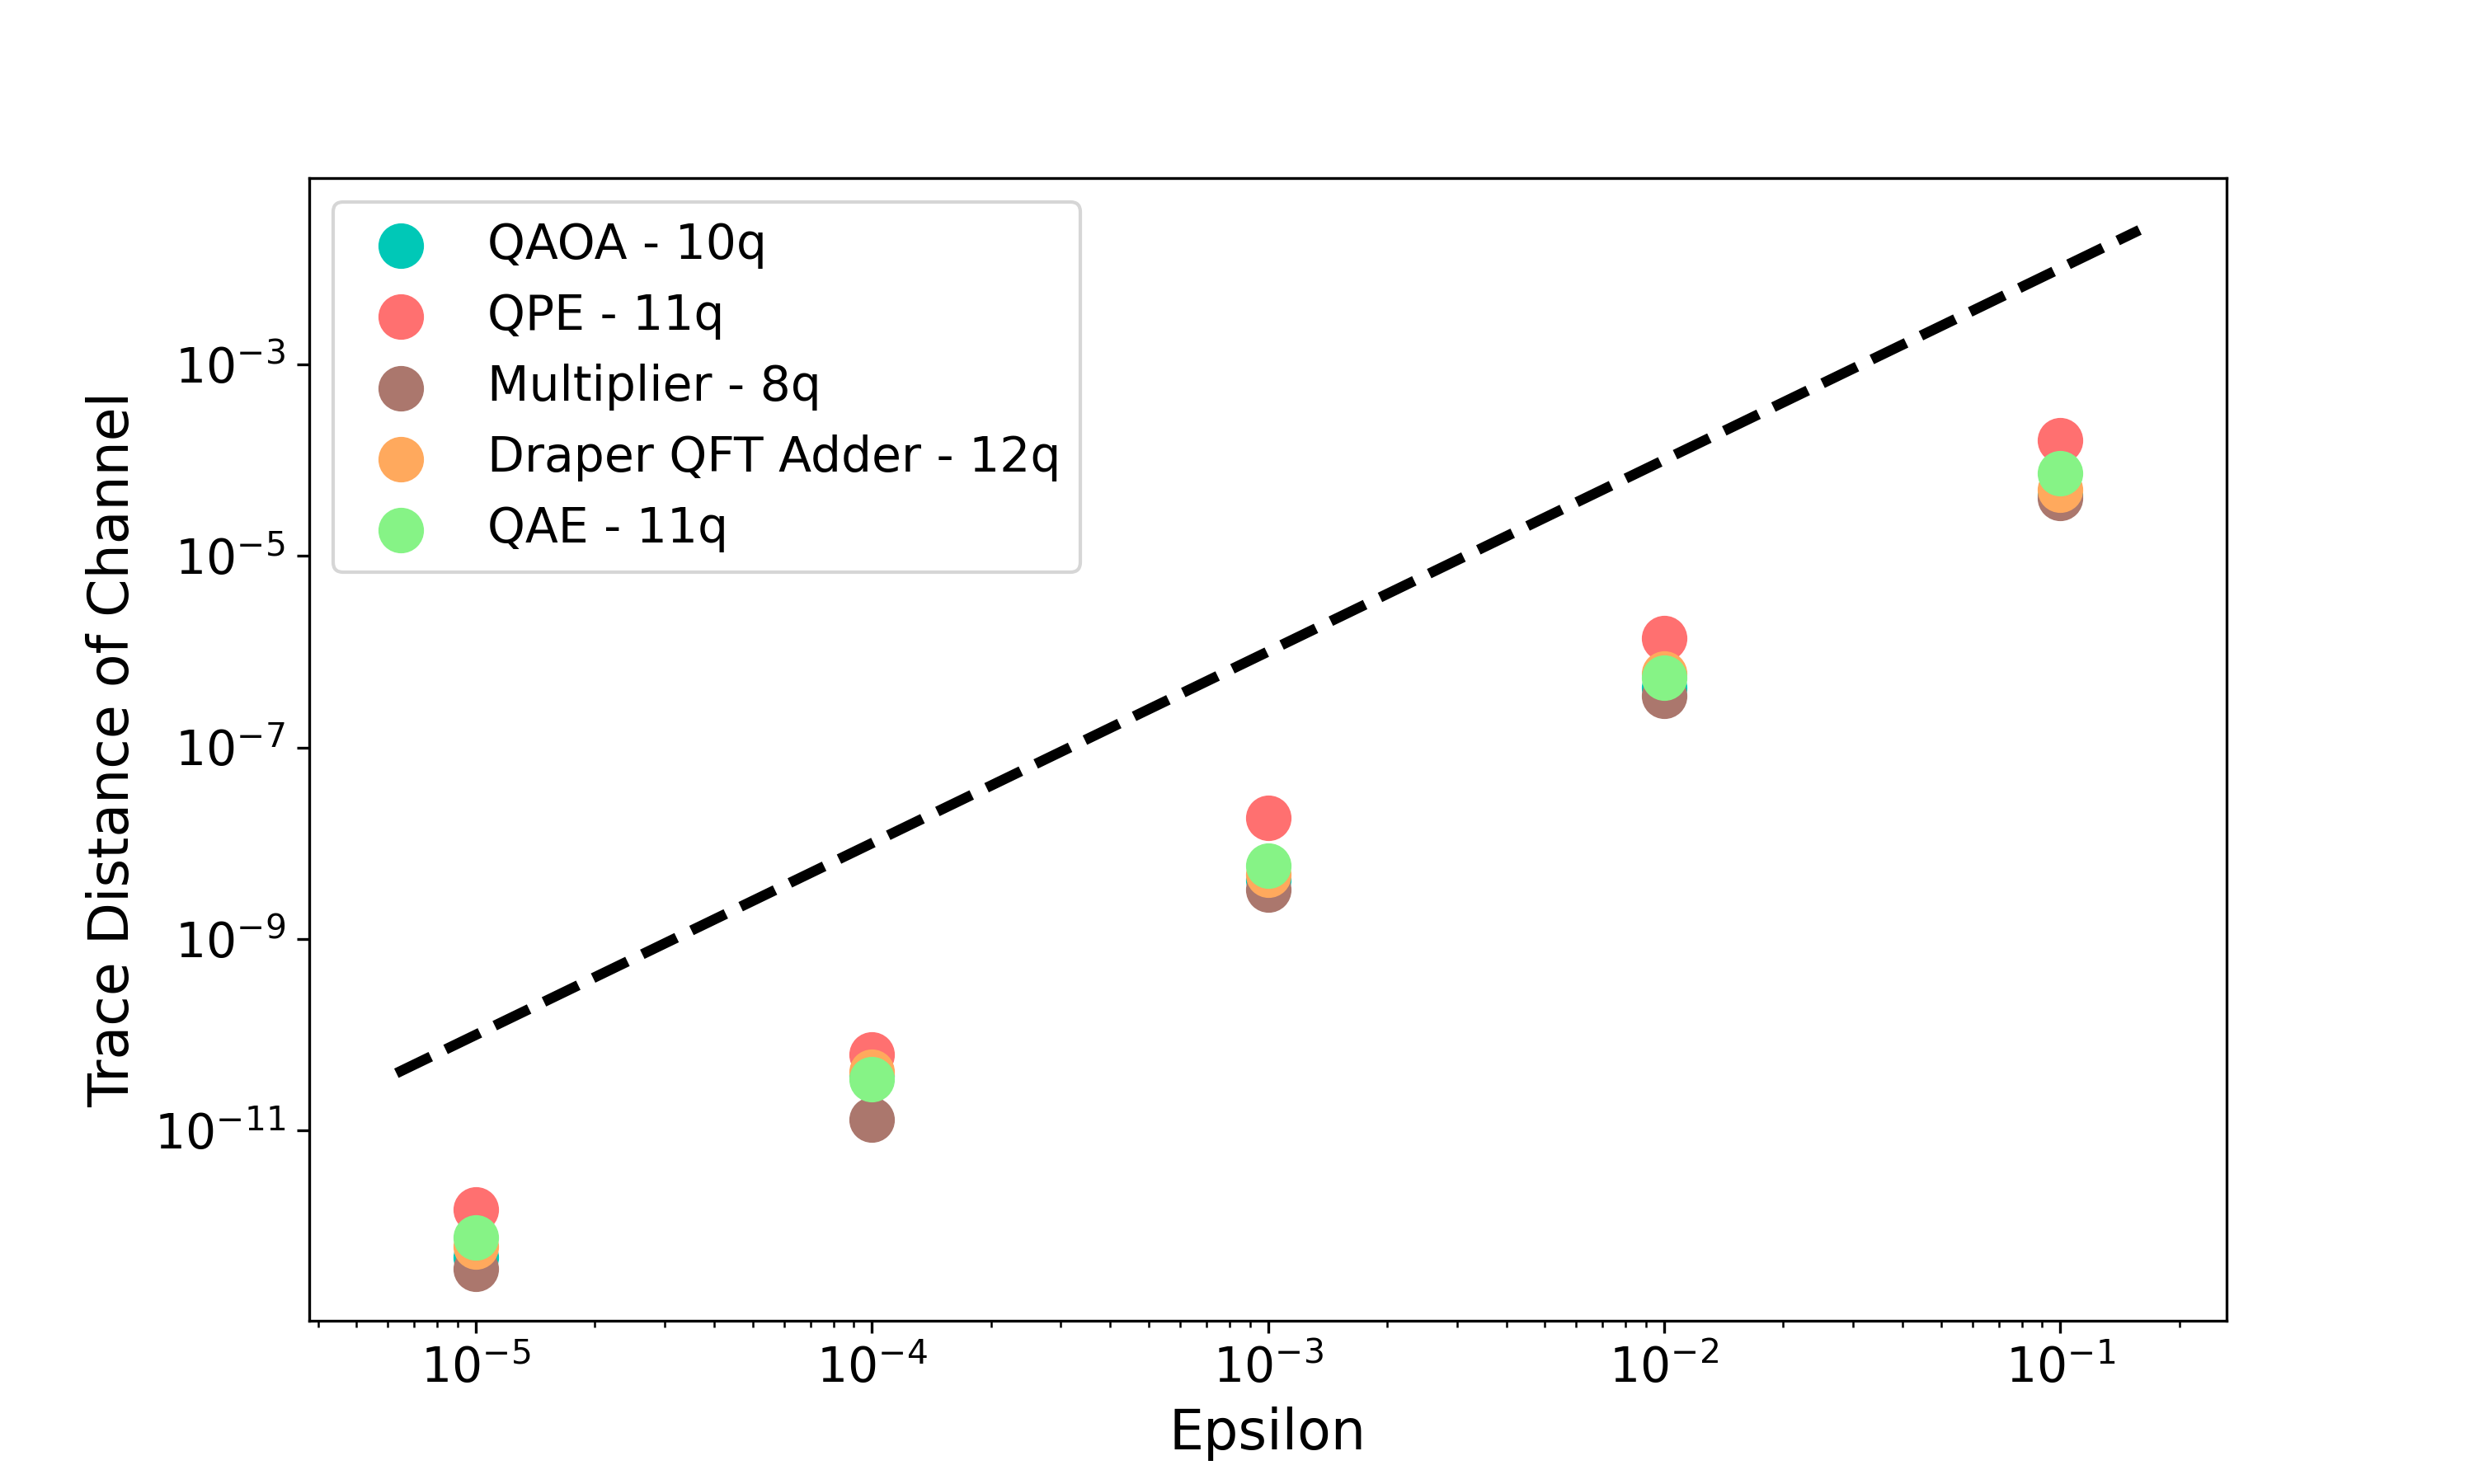 QAOA - 10q
QPE - 11q
Multiplier - 8q
Draper QFT Adder - 12q
QAE - 11q
Trace Distance of Channel
10⁻³
10⁻⁵
10⁻⁷
10⁻⁹
10⁻¹¹
10⁻⁵ 10⁻⁴ 10⁻³ 10⁻² 10⁻¹
Epsilon